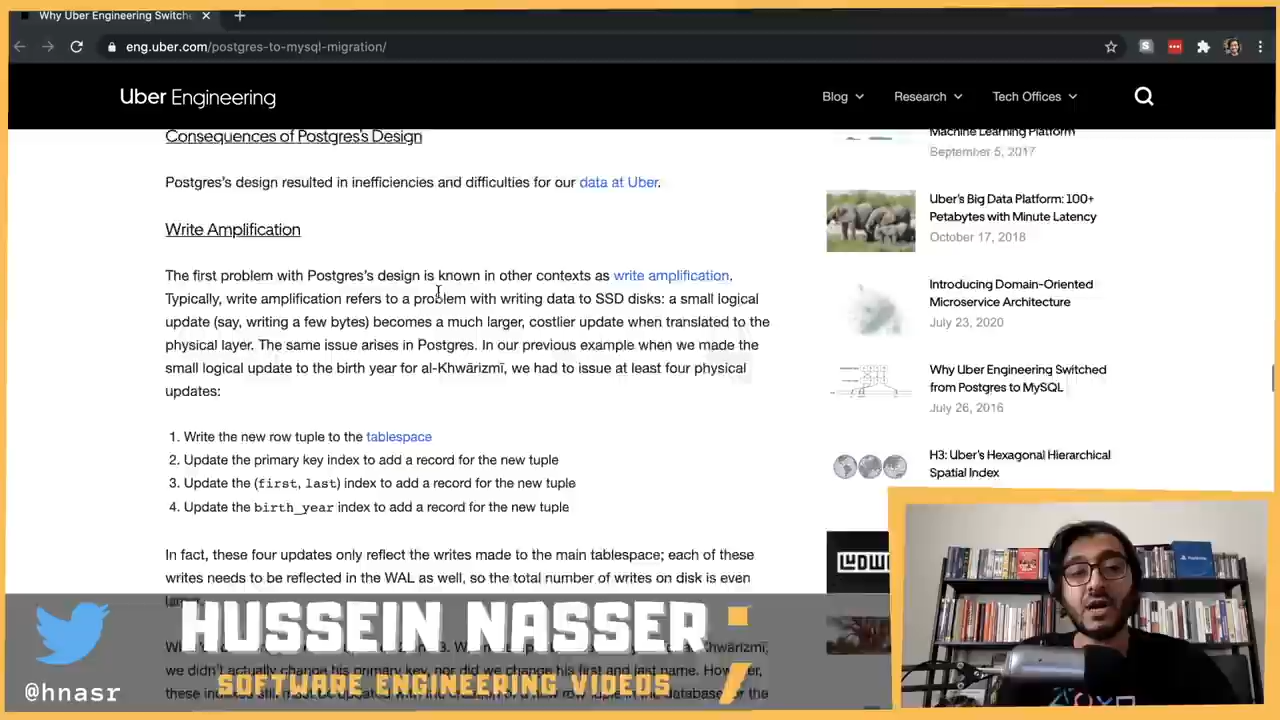 Why Uber Engineering Switche
eng.uber.com/postgres-to-mysql-migration/
Uber Engineering
Blog
Research
Tech Offices
Consequences of Postgres's Design
Postgres's design resulted in inefficiencies and difficulties for our data at Uber.
Write Amplification
The first problem with Postgres's design is known in other contexts as write amplification.
Typically, write amplification refers to a problem with writing data to SSD disks: a small logical
update (say, writing a few bytes) becomes a much larger, costlier update when translated to the
physical layer. The same issue arises in Postgres. In our previous example when we made the
small logical update to the birth year for al-Khwārizmī, we had to issue at least four physical
updates:
1. Write the new row tuple to the tablespace
2. Update the primary key index to add a record for the new tuple
3. Update the (first, last) index to add a record for the new tuple
4. Update the birth_year index to add a record for the new tuple
In fact, these four updates only reflect the writes made to the main tablespace; each of these
writes needs to be reflected in the WAL as well, so the total number of writes on disk is even
Machine Learning Platform
September 5, 2017
Uber's Big Data Platform: 100+
Petabytes with Minute Latency
October 17, 2018
Introducing Domain-Oriented
Microservice Architecture
July 23, 2020
Why Uber Engineering Switched
from Postgres to MySQL
July 26, 2016
H3: Uber's Hexagonal Hierarchical
Spatial Index
LUDW
HUSSEIN NASSER
SOFTWARE ENGINEERING VIDEOS
@hnasr
we didn't actually change his primary key, nor did we change his first and last name. However,